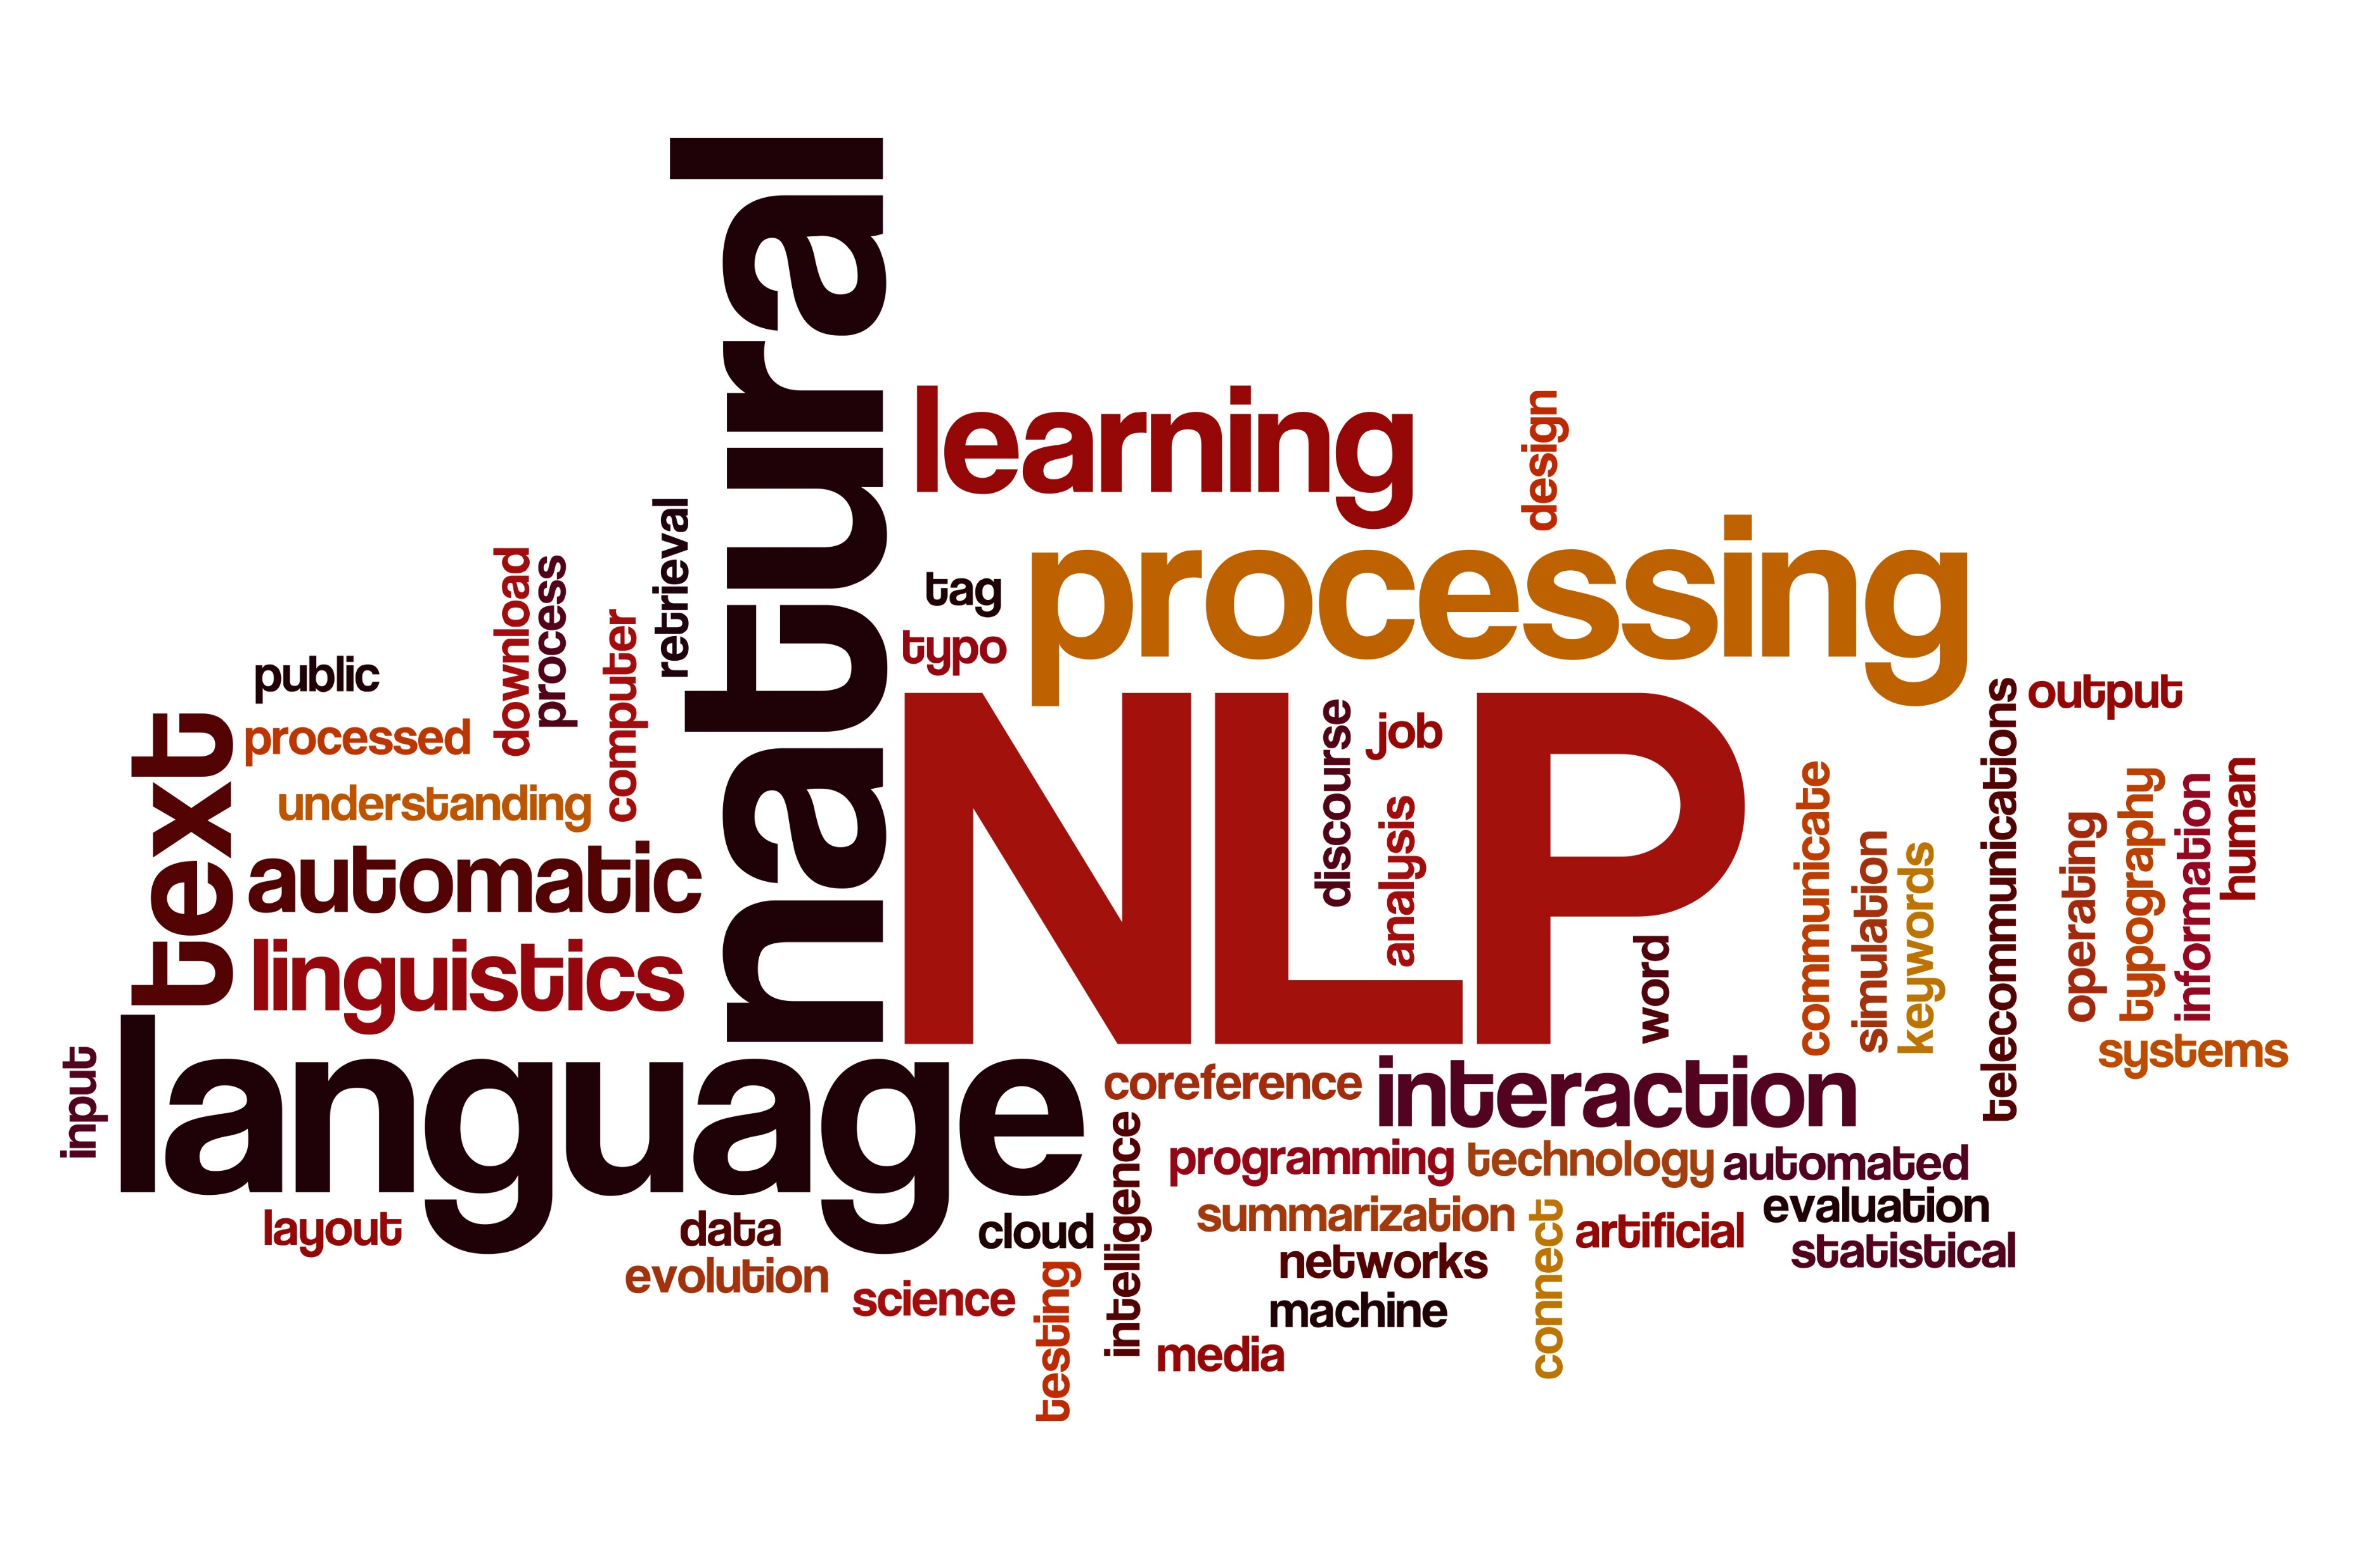 natural
learning
design
processing
tag
typo
retrieval
download
process
computer
public
processed
understanding
text
automatic
linguistics
NLP
discourse
job
analysis
word
communicate
simulation
keywords
telecommunications
output
operating
typography
information
human
systems
input
language
coreference
interaction
intelligence
programming
technology
automated
summarization
connect
artificial
evaluation
statistical
networks
machine
media
layout
data
cloud
evolution
science
testing